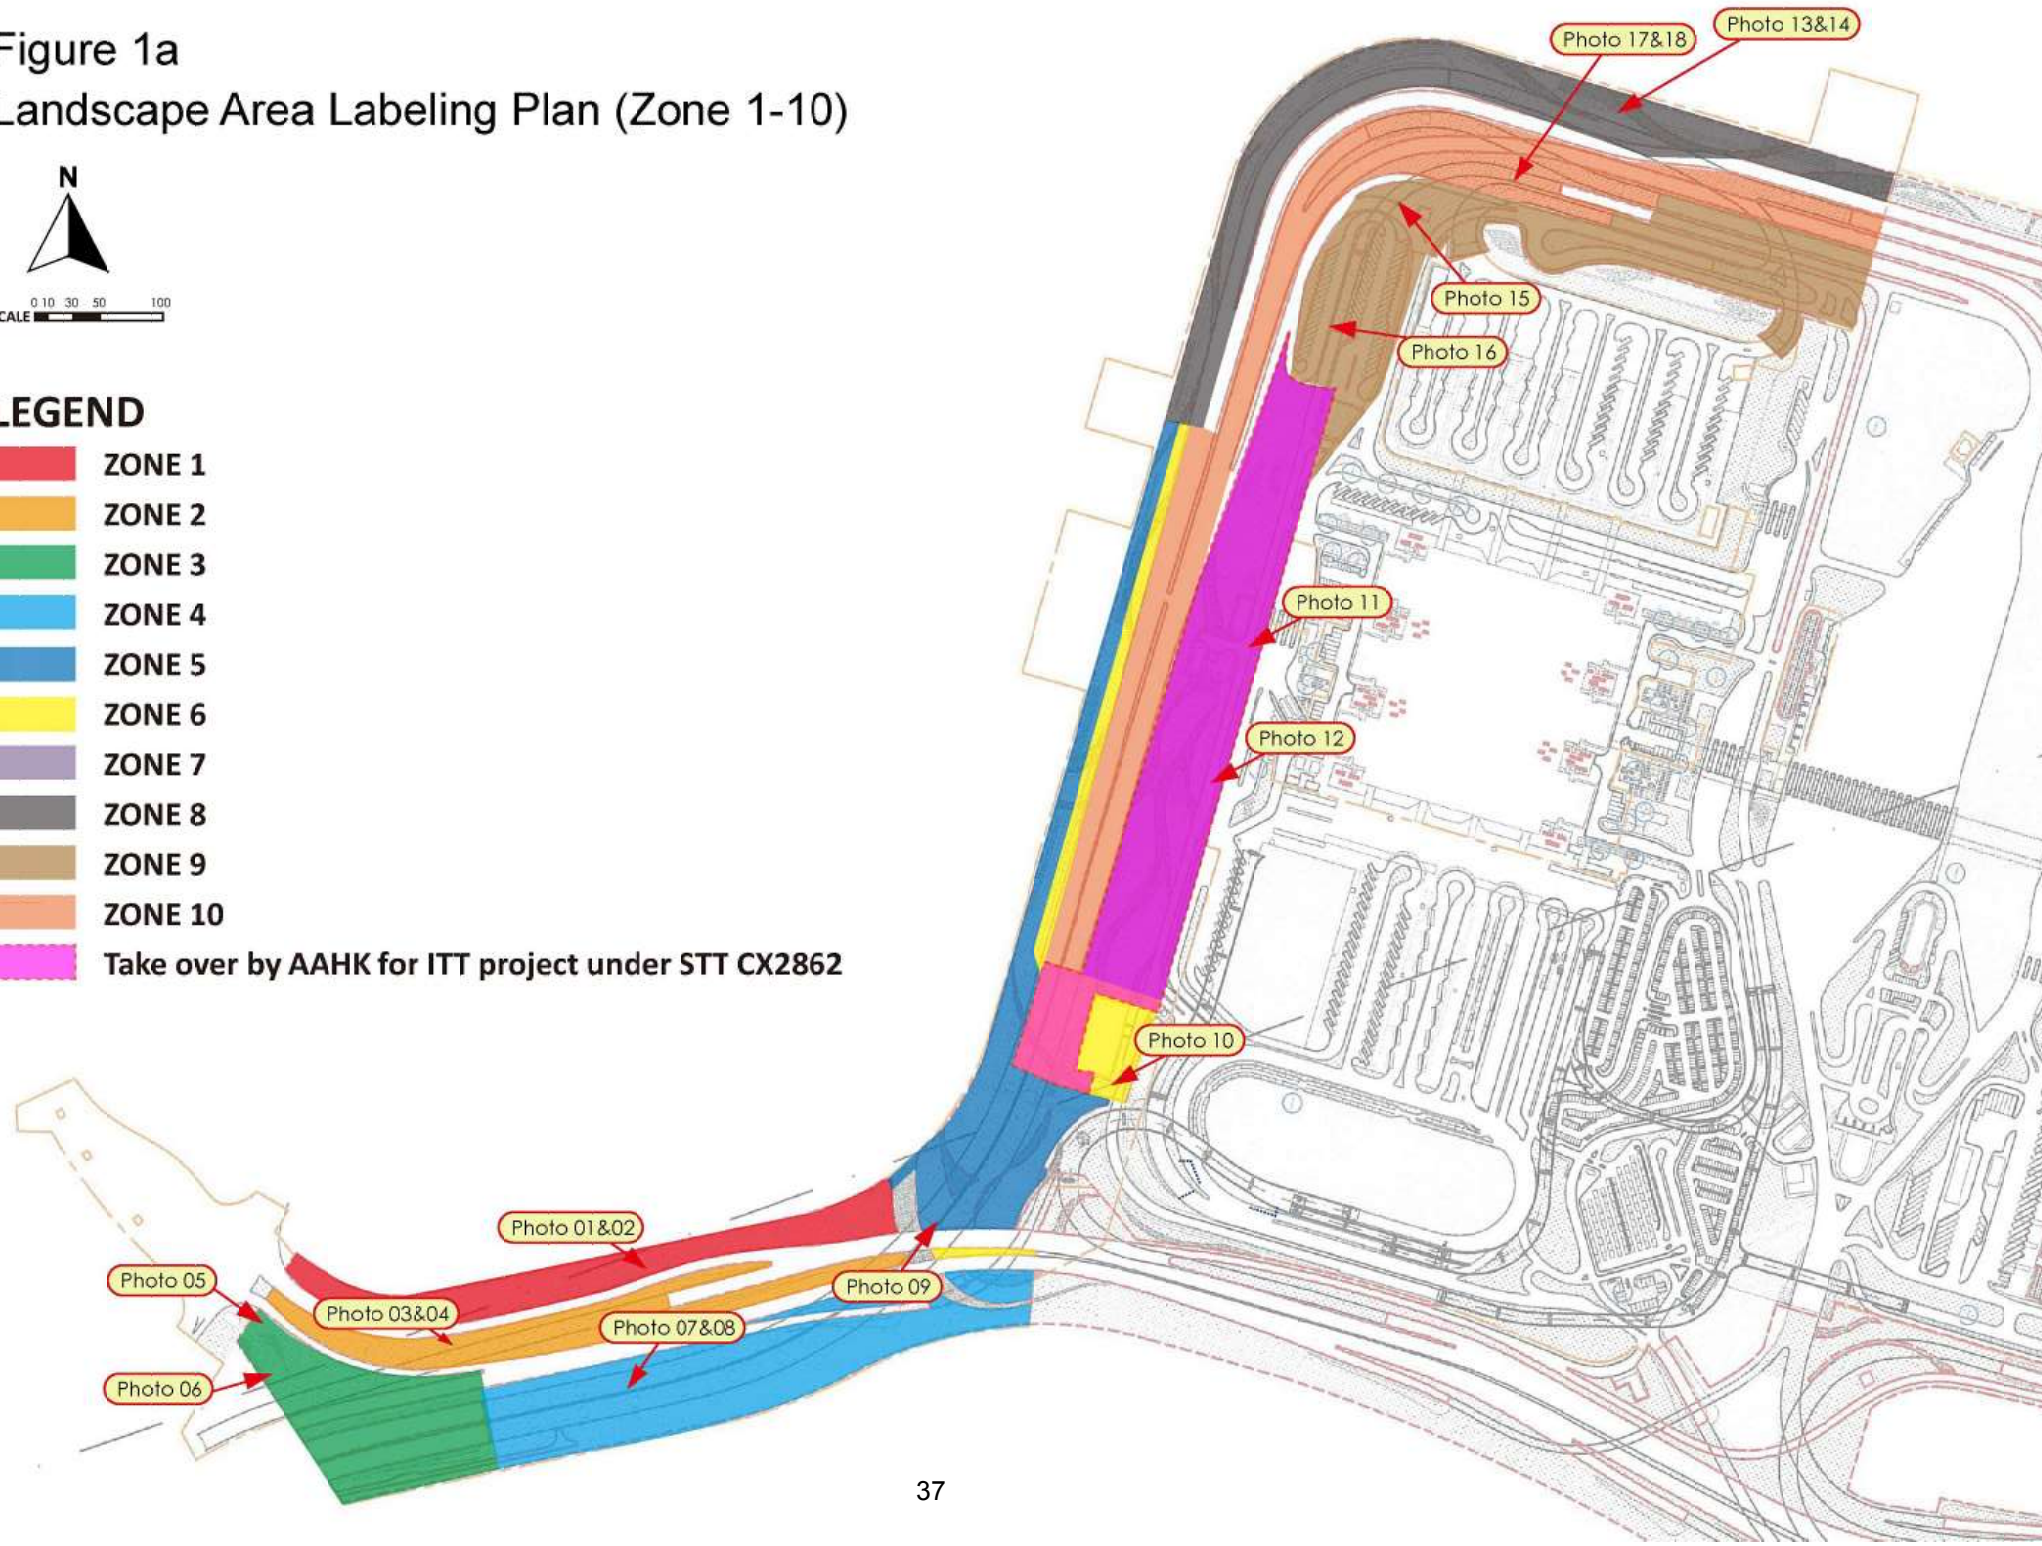 Figure 1a
Landscape Area Labeling Plan (Zone 1-10)
N
0 10 30 50 100
CALE
LEGEND
ZONE 1
ZONE 2
ZONE 3
ZONE 4
ZONE 5
ZONE 6
ZONE 7
ZONE 8
ZONE 9
ZONE 10
Take over by AAHK for ITT project under STT CX2862
Photo 13&14
Photo 17&18
Photo 15
Photo 16
Photo 11
Photo 12
Photo 10
Photo 01&02
Photo 05
Photo 03&04
Photo 09
Photo 07&08
Photo 06
37